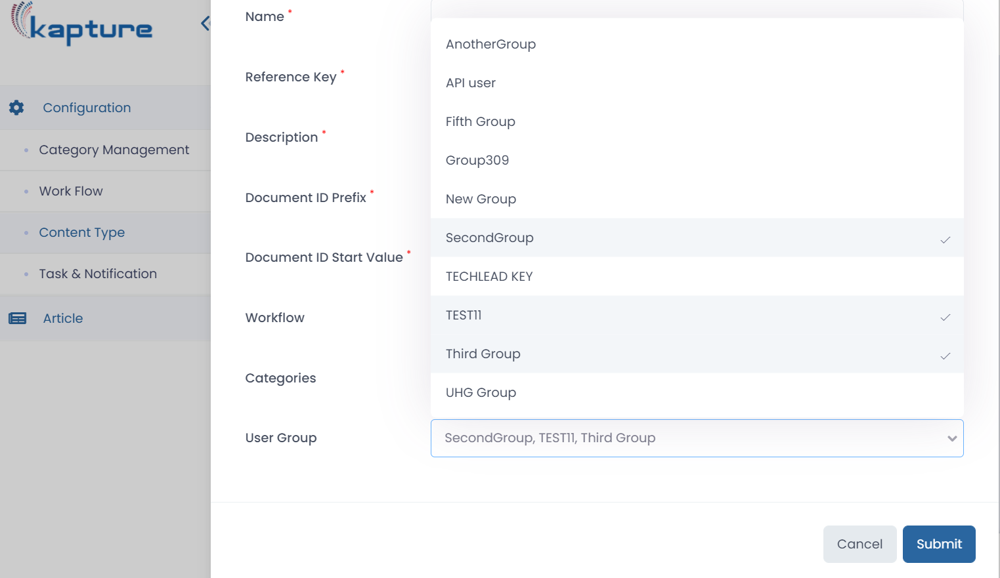 kapture
Configuration
Category Management
Work Flow
Content Type
Task & Notification
Article
Name *
Reference Key *
Description *
Document ID Prefix *
Document ID Start Value *
Workflow
Categories
User Group
AnotherGroup
API user
Fifth Group
Group309
New Group
SecondGroup
TECHLEAD KEY
TEST11
Third Group
UHG Group
SecondGroup, TEST11, Third Group
Cancel
Submit